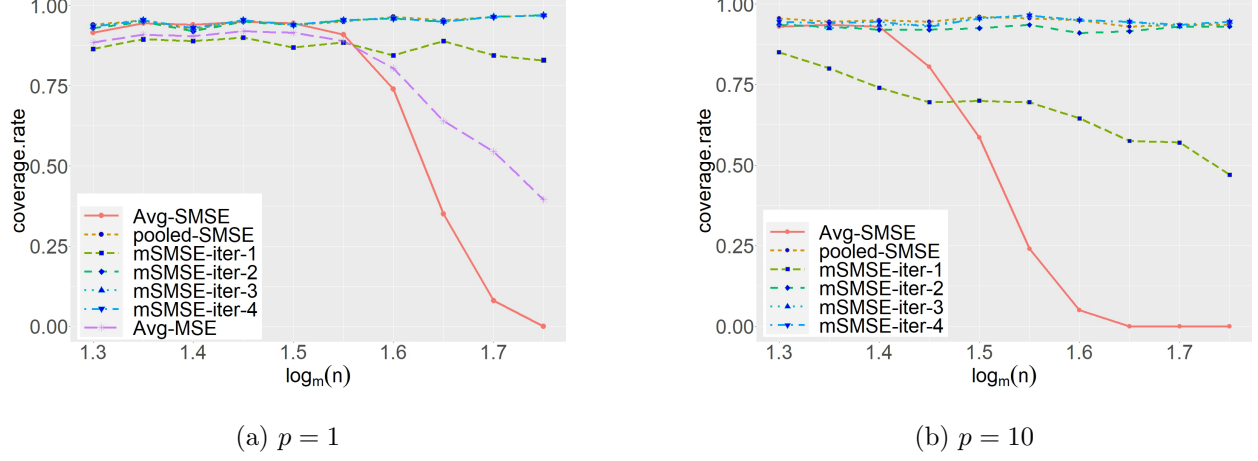 1.00
0.75
0.50
0.25
0.00
coverage.rate
Avg-SMSE
pooled-SMSE
mSMSE-iter-1
mSMSE-iter-2
mSMSE-iter-3
mSMSE-iter-4
Avg-MSE
1.3 1.4 1.5 1.6 1.7
logₘ(n)
(a) p = 1
1.00
0.75
0.50
0.25
0.00
coverage.rate
Avg-SMSE
pooled-SMSE
mSMSE-iter-1
mSMSE-iter-2
mSMSE-iter-3
mSMSE-iter-4
1.3 1.4 1.5 1.6 1.7
logₘ(n)
(b) p = 10